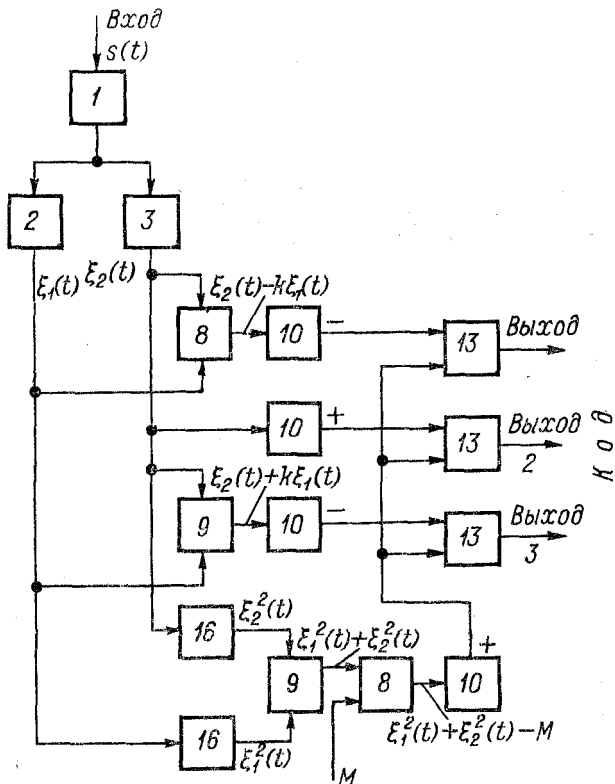 Вход
s(t)
1
2
3
ξ₁(t)
ξ₂(t)
ξ₂(t)−kξ₁(t)
8
10
−
13
Выход
10
+
13
Выход
2
ξ₂(t)+kξ₁(t)
9
10
−
13
Выход
3
Код
16
ξ₂²(t)
ξ₁²(t)+ξ₂²(t)
9
8
10
+
ξ₁²(t)+ξ₂²(t)−M
16
ξ₁²(t)
M